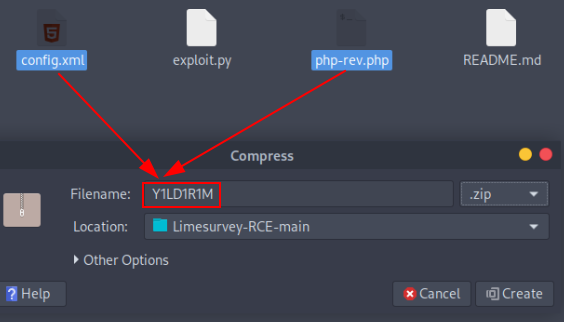 config.xml
exploit.py
php-rev.php
README.md
Compress
Filename:
Y1LD1R1M
.zip
Location:
Limesurvey-RCE-main
Other Options
Help
Cancel
Create